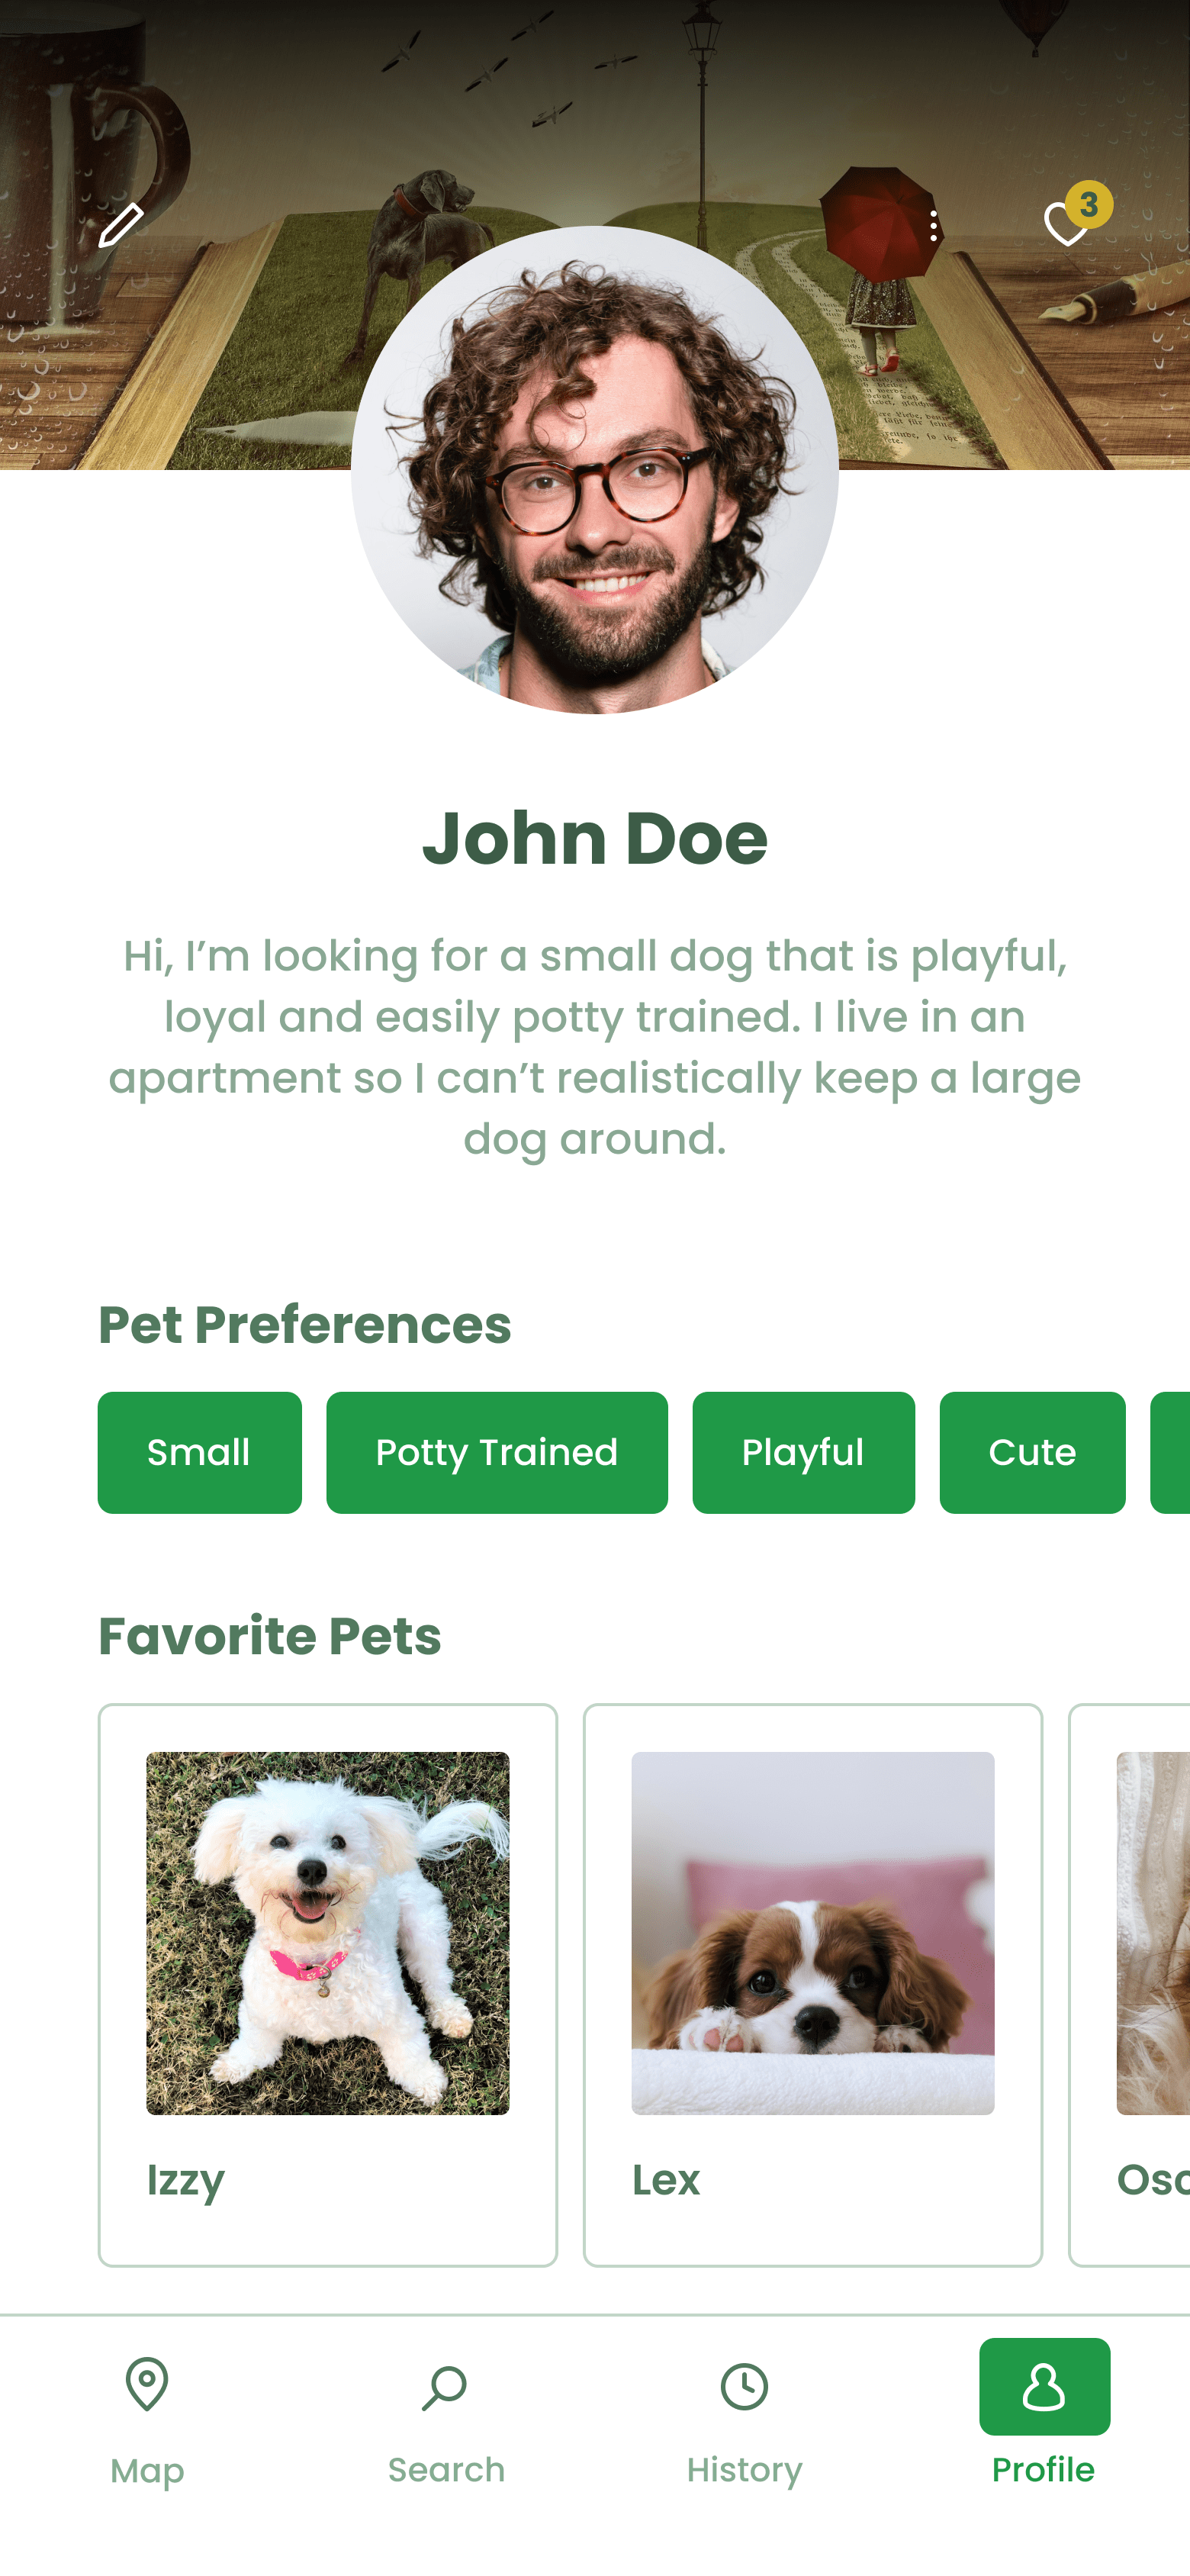 3
John Doe
Hi, I’m looking for a small dog that is playful,
loyal and easily potty trained. I live in an
apartment so I can’t realistically keep a large
dog around.
Pet Preferences
Small
Potty Trained
Playful
Cute
Favorite Pets
Izzy
Lex
Map
Search
History
Profile